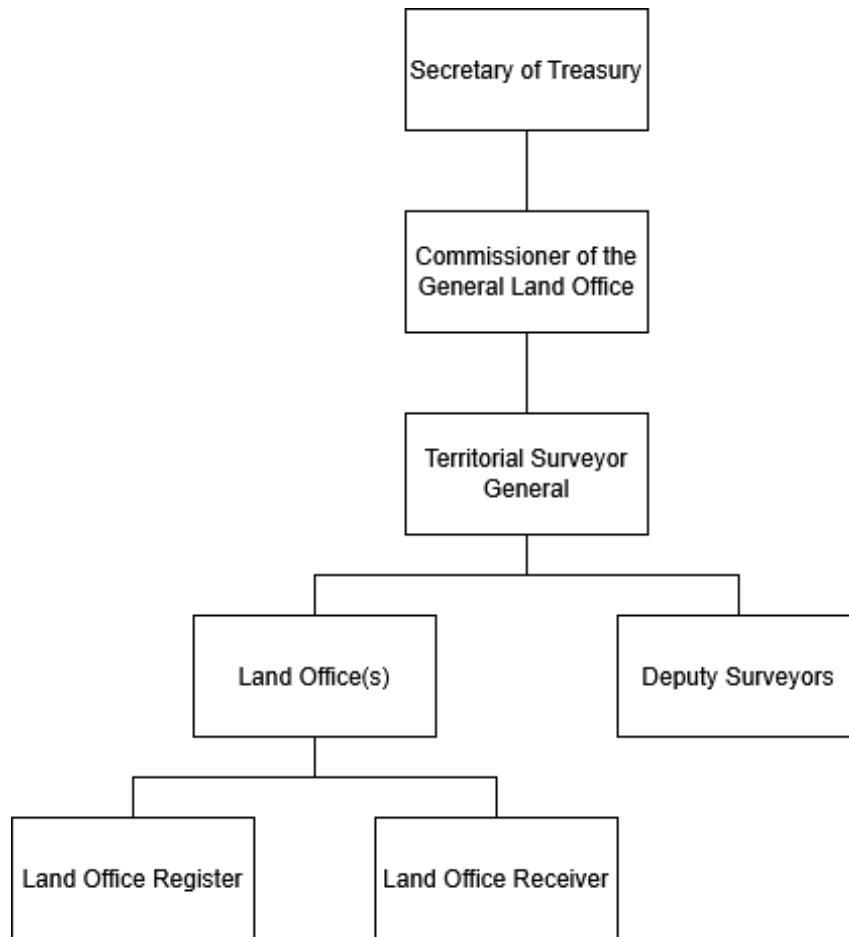 Secretary of Treasury
Commissioner of the
General Land Office
Territorial Surveyor
General
Land Office(s)
Deputy Surveyors
Land Office Register
Land Office Receiver